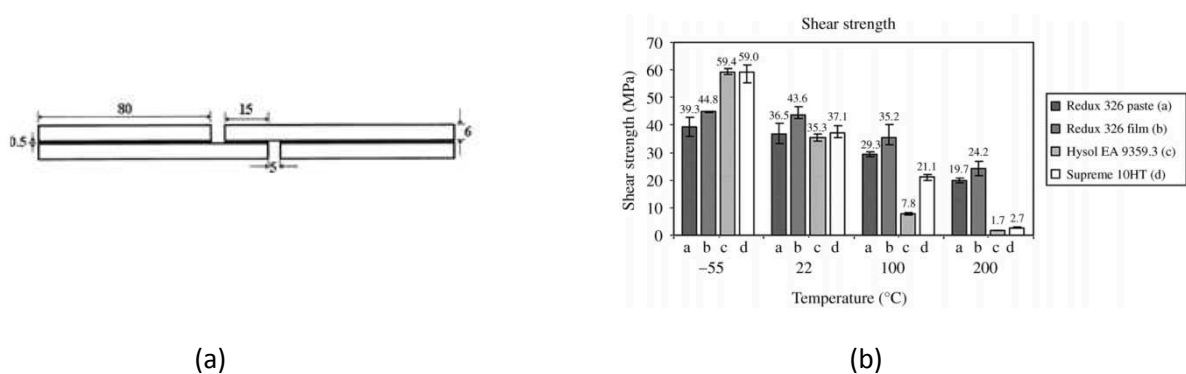 80
15
6
0.5
5
(a)
Shear strength
Shear strength (MPa)
70
60
50
40
30
20
10
0
39.3 44.8 59.4 59.0
36.5 43.6 35.3 37.1
29.3 35.2 7.8 21.1
19.7 24.2 1.7 2.7
a b c d a b c d a b c d a b c d
−55 22 100 200
Temperature (°C)
Redux 326 paste (a)
Redux 326 film (b)
Hysol EA 9359.3 (c)
Supreme 10HT (d)
(b)